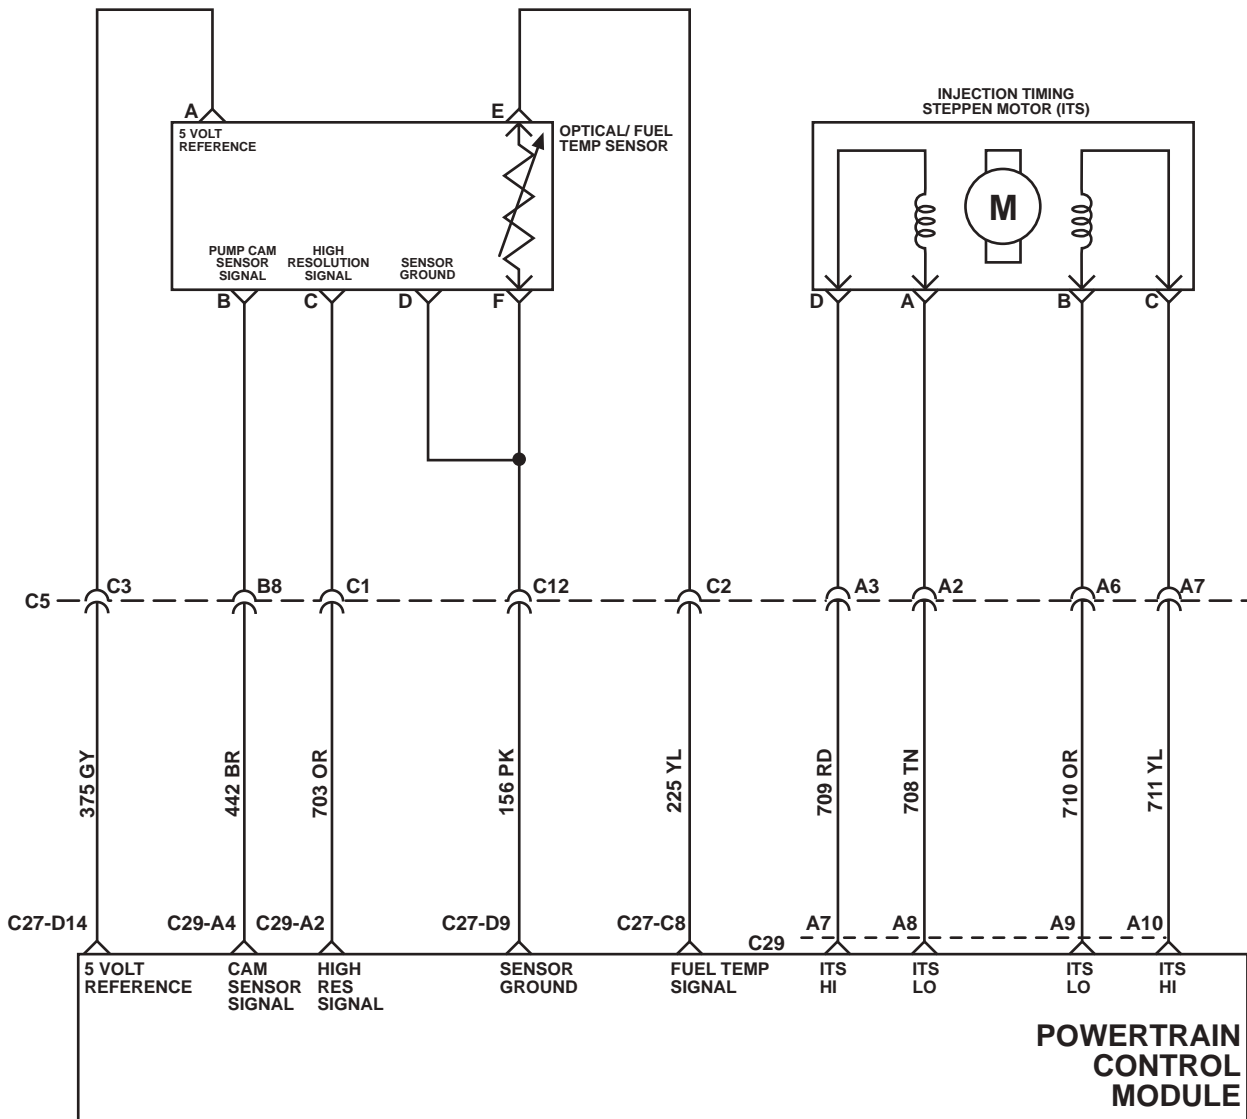 INJECTION TIMING
STEPPEN MOTOR (ITS)
A
E
5 VOLT
REFERENCE
OPTICAL/ FUEL
TEMP SENSOR
M
PUMP CAM
SENSOR
SIGNAL
HIGH
RESOLUTION
SIGNAL
SENSOR
GROUND
B
C
D
F
D
A
B
C
C5
C3
B8
C1
C12
C2
A3
A2
A6
A7
375 GY
442 BR
703 OR
156 PK
225 YL
709 RD
708 TN
710 OR
711 YL
C27-D14
C29-A4
C29-A2
C27-D9
C27-C8
C29
A7
A8
A9
A10
5 VOLT
REFERENCE
CAM
SENSOR
SIGNAL
HIGH
RES
SIGNAL
SENSOR
GROUND
FUEL TEMP
SIGNAL
ITS
HI
ITS
LO
ITS
LO
ITS
HI
POWERTRAIN
CONTROL
MODULE